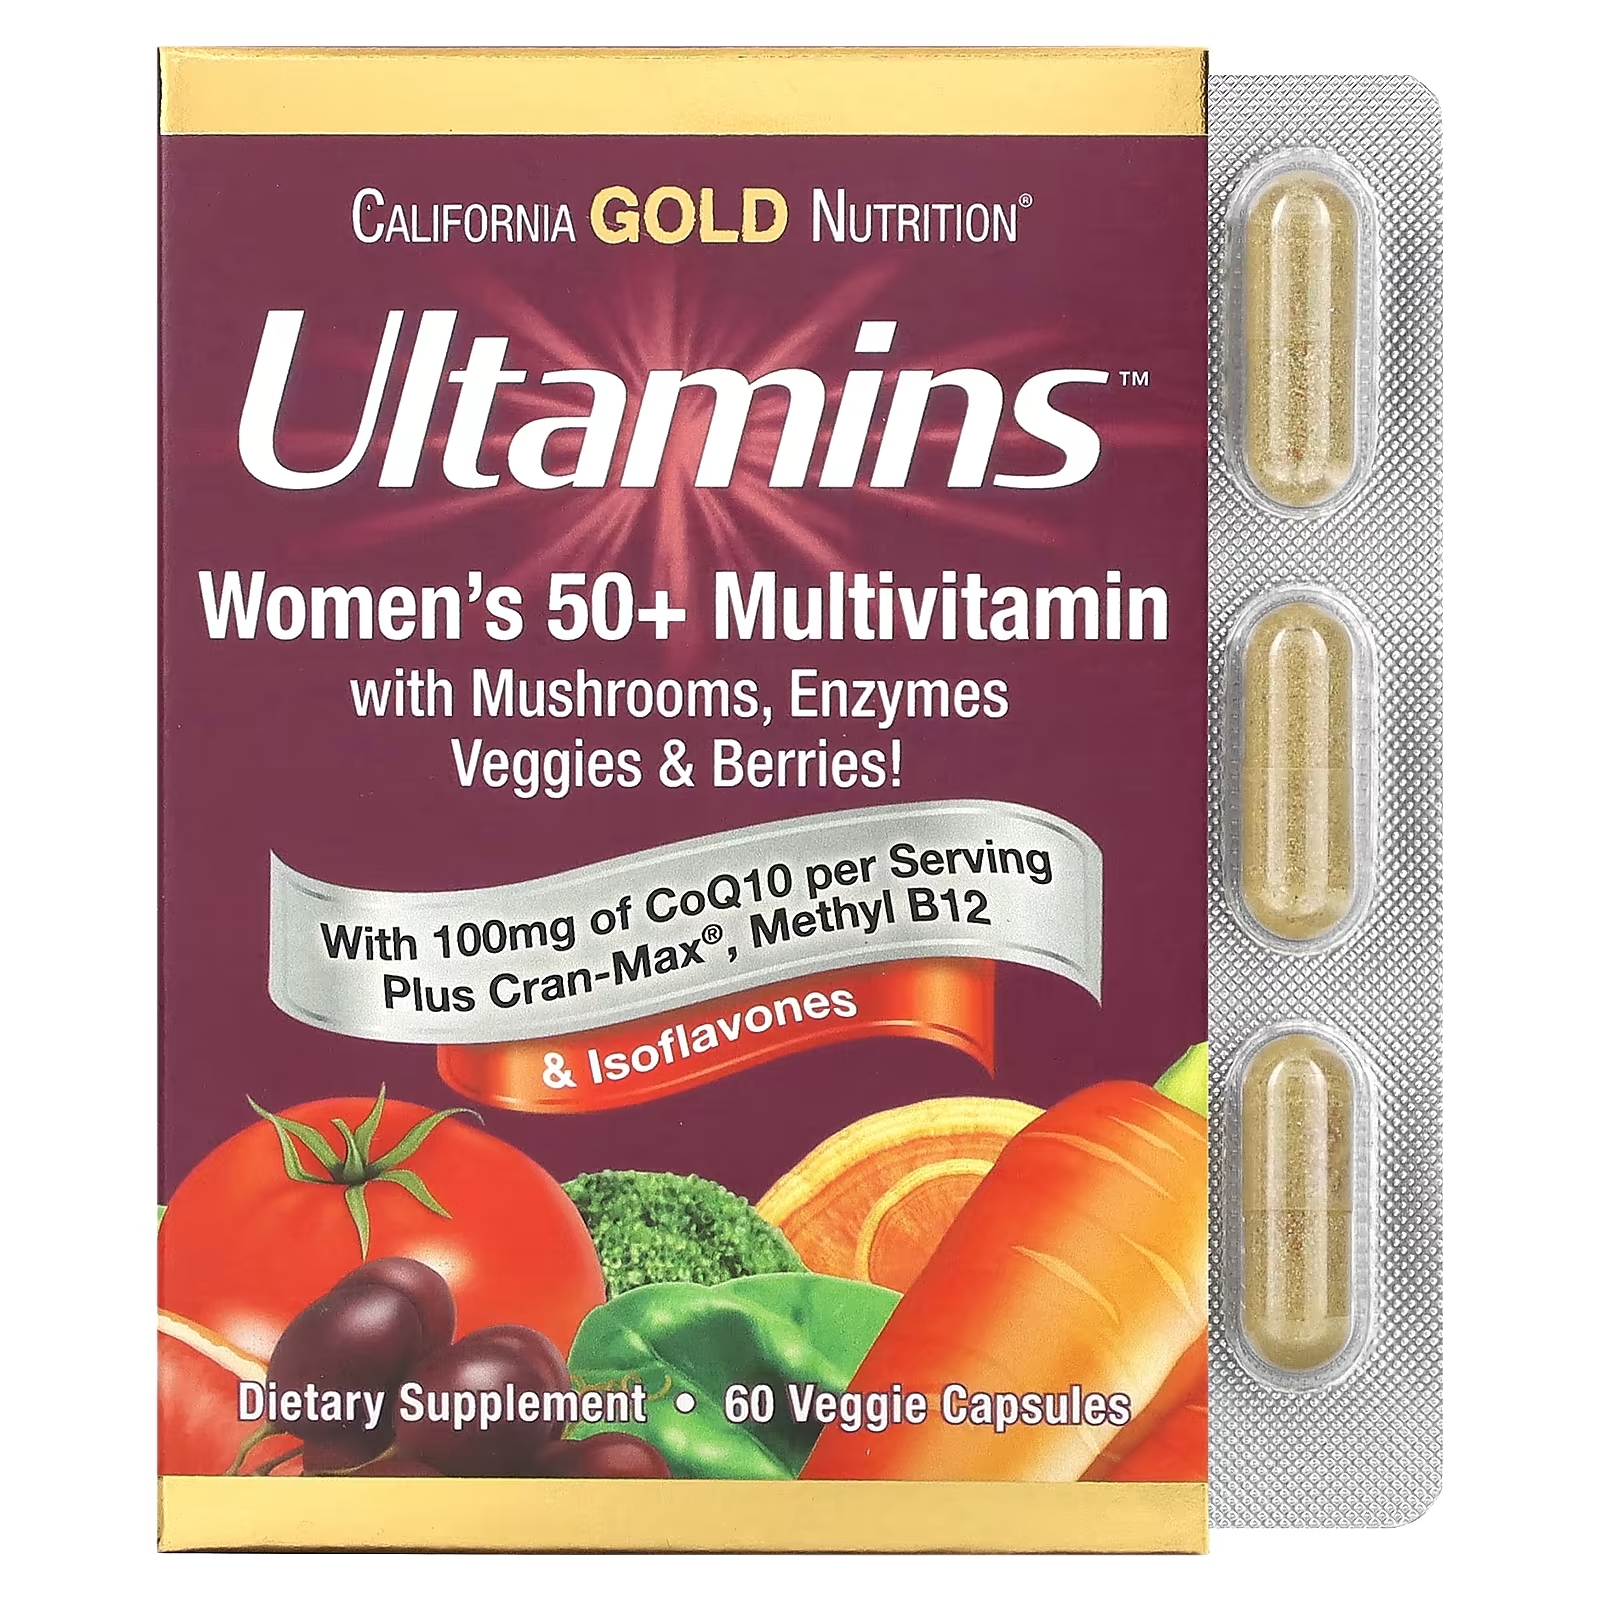 CALIFORNIA GOLD NUTRITION®
Ultamins™
Women's 50+ Multivitamin
with Mushrooms, Enzymes
Veggies & Berries!
With 100mg of CoQ10 per Serving
Plus Cran-Max®, Methyl B12
& Isoflavones
Dietary Supplement • 60 Veggie Capsules